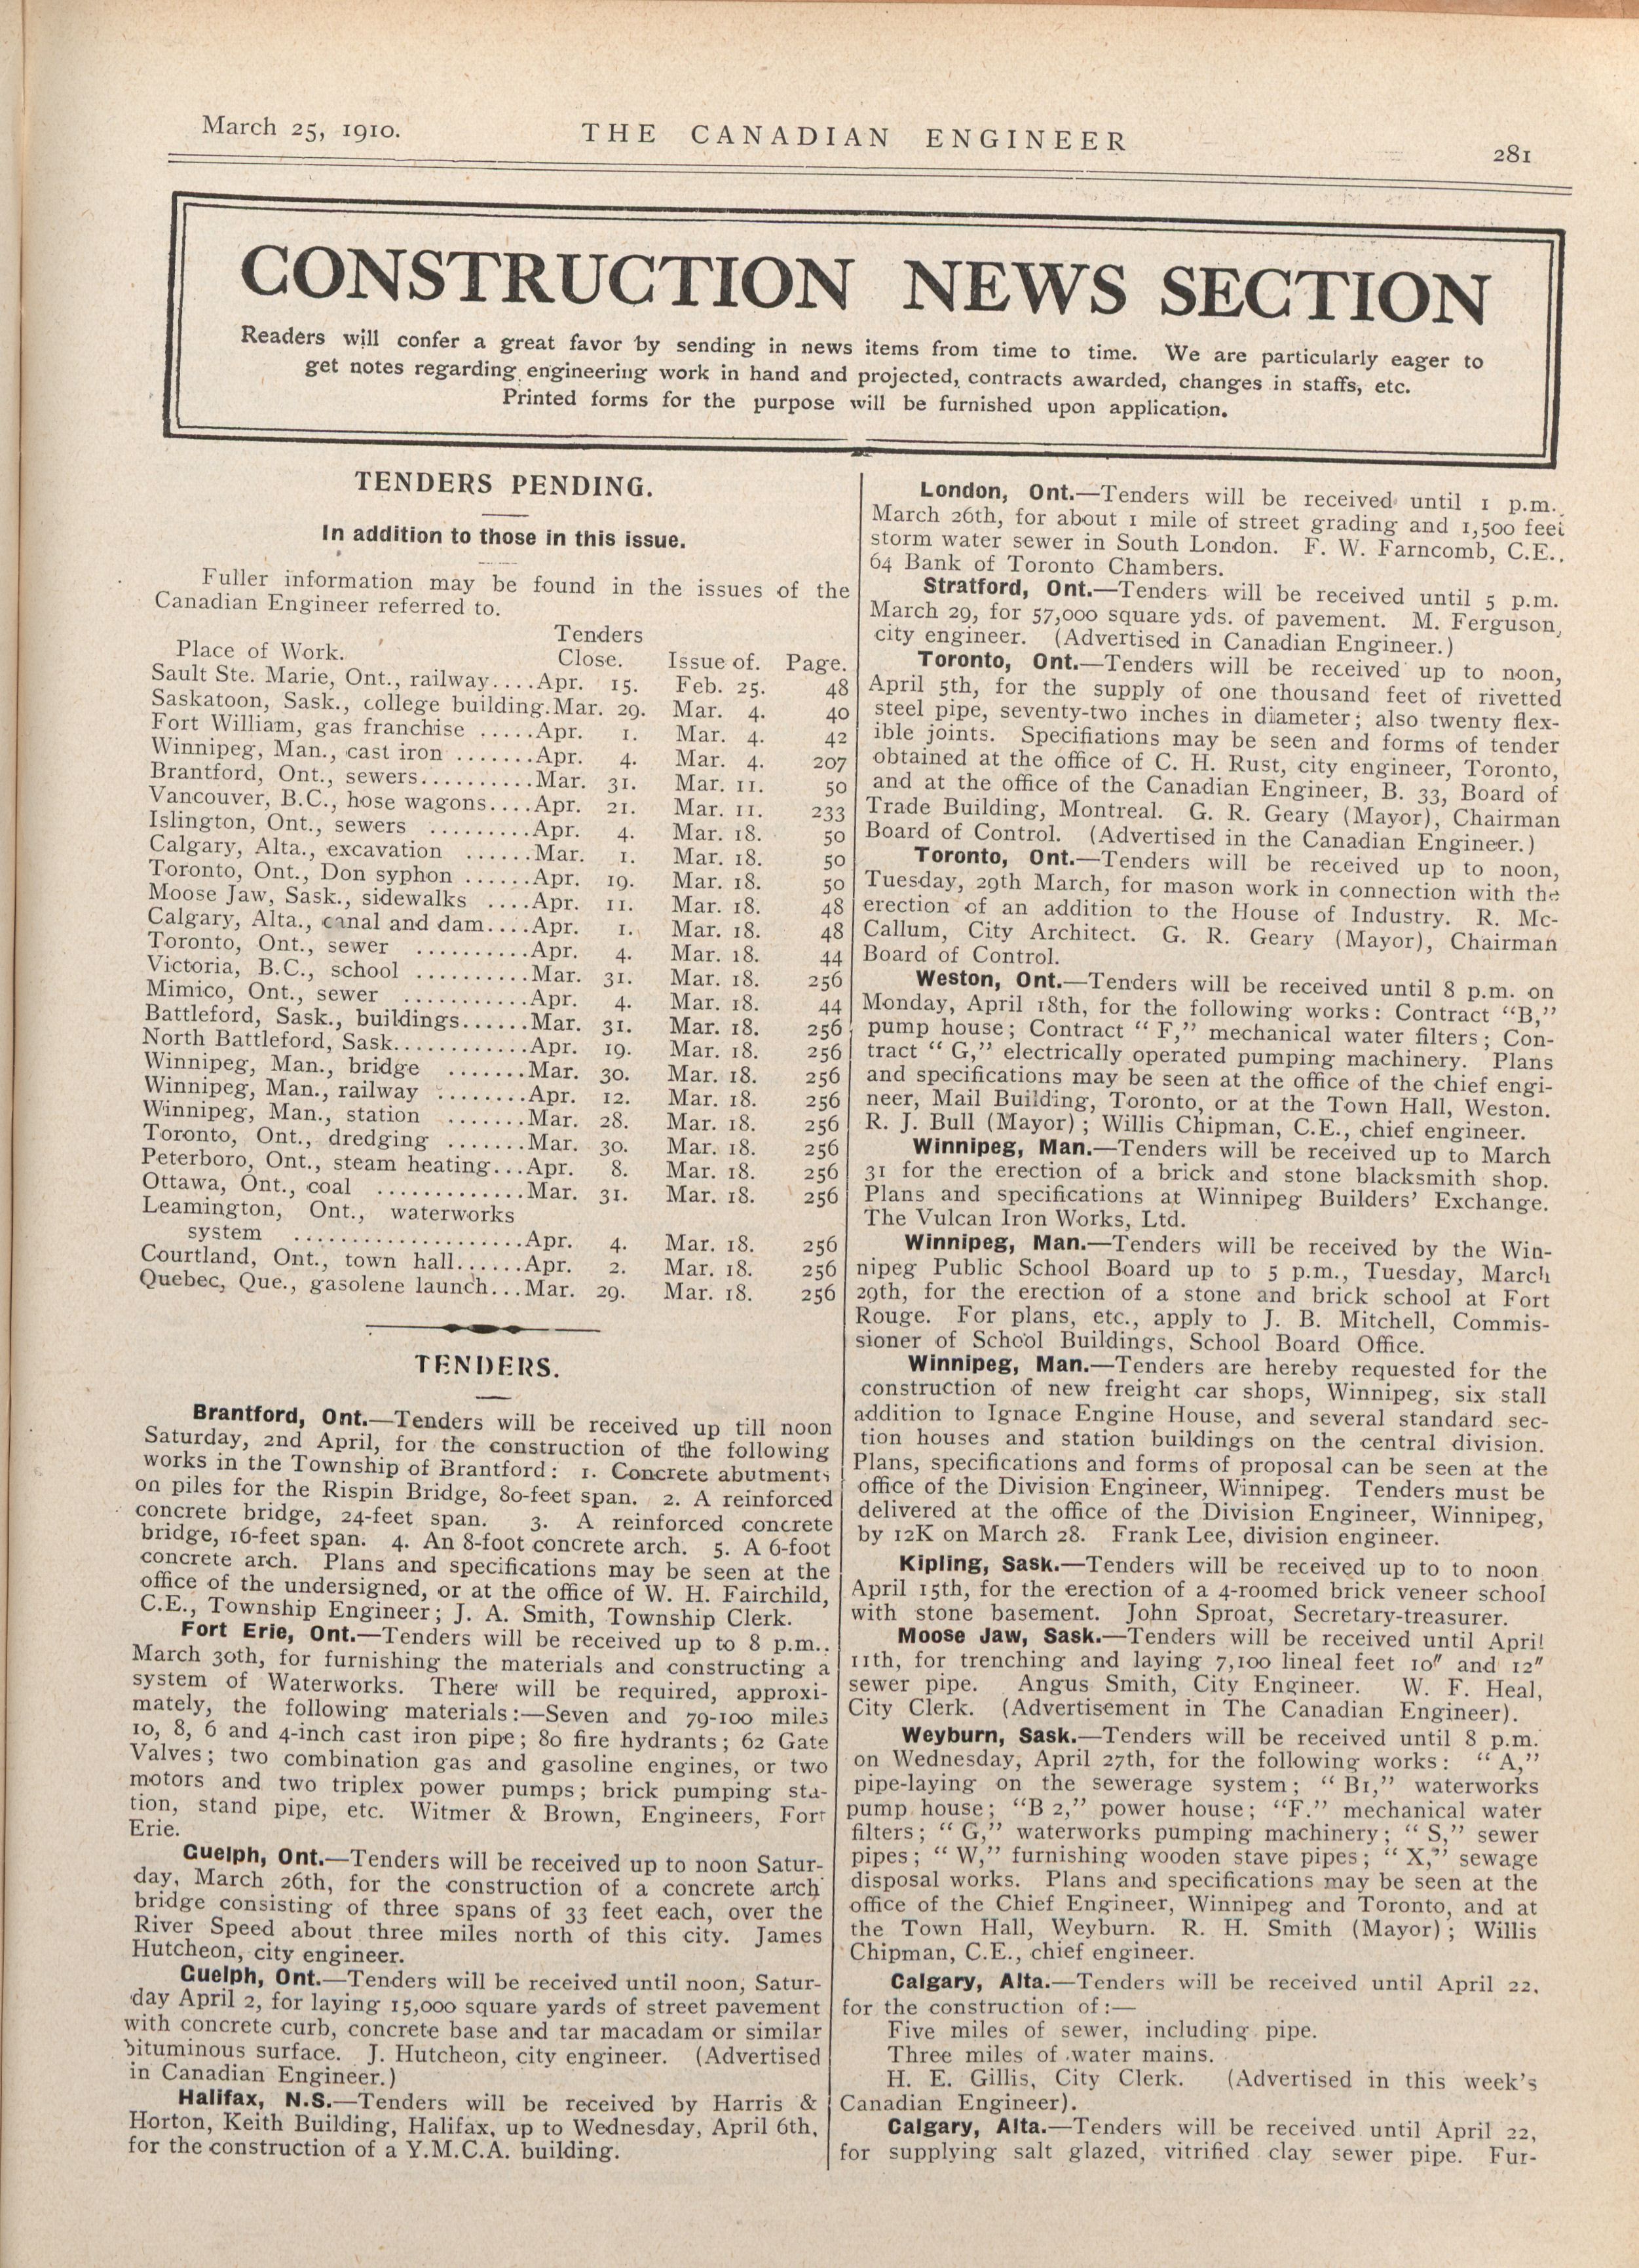 March 25, 1910.
THE CANADIAN ENGINEER
281
CONSTRUCTION NEWS SECTION
Readers will confer a great favor by sending in news items from time to time. We are particularly eager to
get notes regarding engineering work in hand and projected, contracts awarded, changes in staffs, etc.
Printed forms for the purpose will be furnished upon application.
TENDERS PENDING.
In addition to those in this issue.
Fuller information may be found in the issues of the
Canadian Engineer referred to.
Tenders
Place of Work. Close. Issue of. Page.
Sault Ste. Marie, Ont., railway....Apr. 15. Feb. 25. 48
Saskatoon, Sask., college building.Mar. 29. Mar. 4. 40
Fort William, gas franchise .....Apr. 1. Mar. 4. 42
Winnipeg, Man., cast iron .......Apr. 4. Mar. 4. 207
Brantford, Ont., sewers..........Mar. 31. Mar. 11. 50
Vancouver, B.C., hose wagons....Apr. 21. Mar. 11. 233
Islington, Ont., sewers .........Apr. 4. Mar. 18. 50
Calgary, Alta., excavation ......Mar. 1. Mar. 18. 50
Toronto, Ont., Don syphon ......Apr. 19. Mar. 18. 50
Moose Jaw, Sask., sidewalks ....Apr. 11. Mar. 18. 48
Calgary, Alta., canal and dam....Apr. 1. Mar. 18. 48
Toronto, Ont., sewer ..........Apr. 4. Mar. 18. 44
Victoria, B.C., school ..........Mar. 31. Mar. 18. 256
Mimico, Ont., sewer ...........Apr. 4. Mar. 18. 44
Battleford, Sask., buildings......Mar. 31. Mar. 18. 256
North Battleford, Sask............Apr. 19. Mar. 18. 256
Winnipeg, Man., bridge .......Mar. 30. Mar. 18. 256
Winnipeg, Man., railway ........Apr. 12. Mar. 18. 256
Winnipeg, Man., station .......Mar. 28. Mar. 18. 256
Toronto, Ont., dredging .......Mar. 30. Mar. 18. 256
Peterboro, Ont., steam heating...Apr. 8. Mar. 18. 256
Ottawa, Ont., coal .............Mar. 31. Mar. 18. 256
Leamington, Ont., waterworks
system ....................Apr. 4. Mar. 18. 256
Courtland, Ont., town hall......Apr. 2. Mar. 18. 256
Quebec, Que., gasolene launch...Mar. 29. Mar. 18. 256
TENDERS.
Brantford, Ont.—Tenders will be received up till noon
Saturday, 2nd April, for the construction of the following
works in the Township of Brantford: 1. Concrete abutments
on piles for the Rispin Bridge, 80-feet span. 2. A reinforced
concrete bridge, 24-feet span. 3. A reinforced concrete
bridge, 16-feet span. 4. An 8-foot concrete arch. 5. A 6-foot
concrete arch. Plans and specifications may be seen at the
office of the undersigned, or at the office of W. H. Fairchild,
C.E., Township Engineer; J. A. Smith, Township Clerk.
Fort Erie, Ont.—Tenders will be received up to 8 p.m..
March 30th, for furnishing the materials and constructing a
system of Waterworks. There will be required, approxi-
mately, the following materials:—Seven and 79-100 miles
10, 8, 6 and 4-inch cast iron pipe; 80 fire hydrants; 62 Gate
Valves; two combination gas and gasoline engines, or two
motors and two triplex power pumps; brick pumping sta-
tion, stand pipe, etc. Witmer & Brown, Engineers, Fort
Erie.
Guelph, Ont.—Tenders will be received up to noon Satur-
day, March 26th, for the construction of a concrete arch
bridge consisting of three spans of 33 feet each, over the
River Speed about three miles north of this city. James
Hutcheon, city engineer.
Guelph, Ont.—Tenders will be received until noon, Satur-
day April 2, for laying 15,000 square yards of street pavement
with concrete curb, concrete base and tar macadam or similar
bituminous surface. J. Hutcheon, city engineer. (Advertised
in Canadian Engineer.)
Halifax, N.S.—Tenders will be received by Harris &
Horton, Keith Building, Halifax, up to Wednesday, April 6th,
for the construction of a Y.M.C.A. building.
London, Ont.—Tenders will be received until 1 p.m.
March 26th, for about 1 mile of street grading and 1,500 feet
storm water sewer in South London. F. W. Farncomb, C.E..
64 Bank of Toronto Chambers.
Stratford, Ont.—Tenders will be received until 5 p.m.
March 29, for 57,000 square yds. of pavement. M. Ferguson,
city engineer. (Advertised in Canadian Engineer.)
Toronto, Ont.—Tenders will be received up to noon,
April 5th, for the supply of one thousand feet of rivetted
steel pipe, seventy-two inches in diameter; also twenty flex-
ible joints. Specifiations may be seen and forms of tender
obtained at the office of C. H. Rust, city engineer, Toronto,
and at the office of the Canadian Engineer, B. 33, Board of
Trade Building, Montreal. G. R. Geary (Mayor), Chairman
Board of Control. (Advertised in the Canadian Engineer.)
Toronto, Ont.—Tenders will be received up to noon,
Tuesday, 29th March, for mason work in connection with the
erection of an addition to the House of Industry. R. Mc-
Callum, City Architect. G. R. Geary (Mayor), Chairman
Board of Control.
Weston, Ont.—Tenders will be received until 8 p.m. on
Monday, April 18th, for the following works: Contract "B,"
pump house; Contract "F," mechanical water filters; Con-
tract "G," electrically operated pumping machinery. Plans
and specifications may be seen at the office of the chief engi-
neer, Mail Building, Toronto, or at the Town Hall, Weston.
R. J. Bull (Mayor); Willis Chipman, C.E., chief engineer.
Winnipeg, Man.—Tenders will be received up to March
31 for the erection of a brick and stone blacksmith shop.
Plans and specifications at Winnipeg Builders' Exchange.
The Vulcan Iron Works, Ltd.
Winnipeg, Man.—Tenders will be received by the Win-
nipeg Public School Board up to 5 p.m., Tuesday, March
29th, for the erection of a stone and brick school at Fort
Rouge. For plans, etc., apply to J. B. Mitchell, Commis-
sioner of School Buildings, School Board Office.
Winnipeg, Man.—Tenders are hereby requested for the
construction of new freight car shops, Winnipeg, six stall
addition to Ignace Engine House, and several standard sec-
tion houses and station buildings on the central division.
Plans, specifications and forms of proposal can be seen at the
office of the Division Engineer, Winnipeg. Tenders must be
delivered at the office of the Division Engineer, Winnipeg,
by 12K on March 28. Frank Lee, division engineer.
Kipling, Sask.—Tenders will be received up to to noon
April 15th, for the erection of a 4-roomed brick veneer school
with stone basement. John Sproat, Secretary-treasurer.
Moose Jaw, Sask.—Tenders will be received until April
11th, for trenching and laying 7,100 lineal feet 10" and 12"
sewer pipe. Angus Smith, City Engineer. W. F. Heal,
City Clerk. (Advertisement in The Canadian Engineer).
Weyburn, Sask.—Tenders will be received until 8 p.m.
on Wednesday, April 27th, for the following works: "A,"
pipe-laying on the sewerage system; "B1," waterworks
pump house; "B 2," power house; "F." mechanical water
filters; "G," waterworks pumping machinery; "S," sewer
pipes; "W," furnishing wooden stave pipes; "X," sewage
disposal works. Plans and specifications may be seen at the
office of the Chief Engineer, Winnipeg and Toronto, and at
the Town Hall, Weyburn. R. H. Smith (Mayor); Willis
Chipman, C.E., chief engineer.
Calgary, Alta.—Tenders will be received until April 22,
for the construction of:—
Five miles of sewer, including pipe.
Three miles of water mains.
H. E. Gillis, City Clerk. (Advertised in this week's
Canadian Engineer).
Calgary, Alta.—Tenders will be received until April 22,
for supplying salt glazed, vitrified clay sewer pipe. Fur-